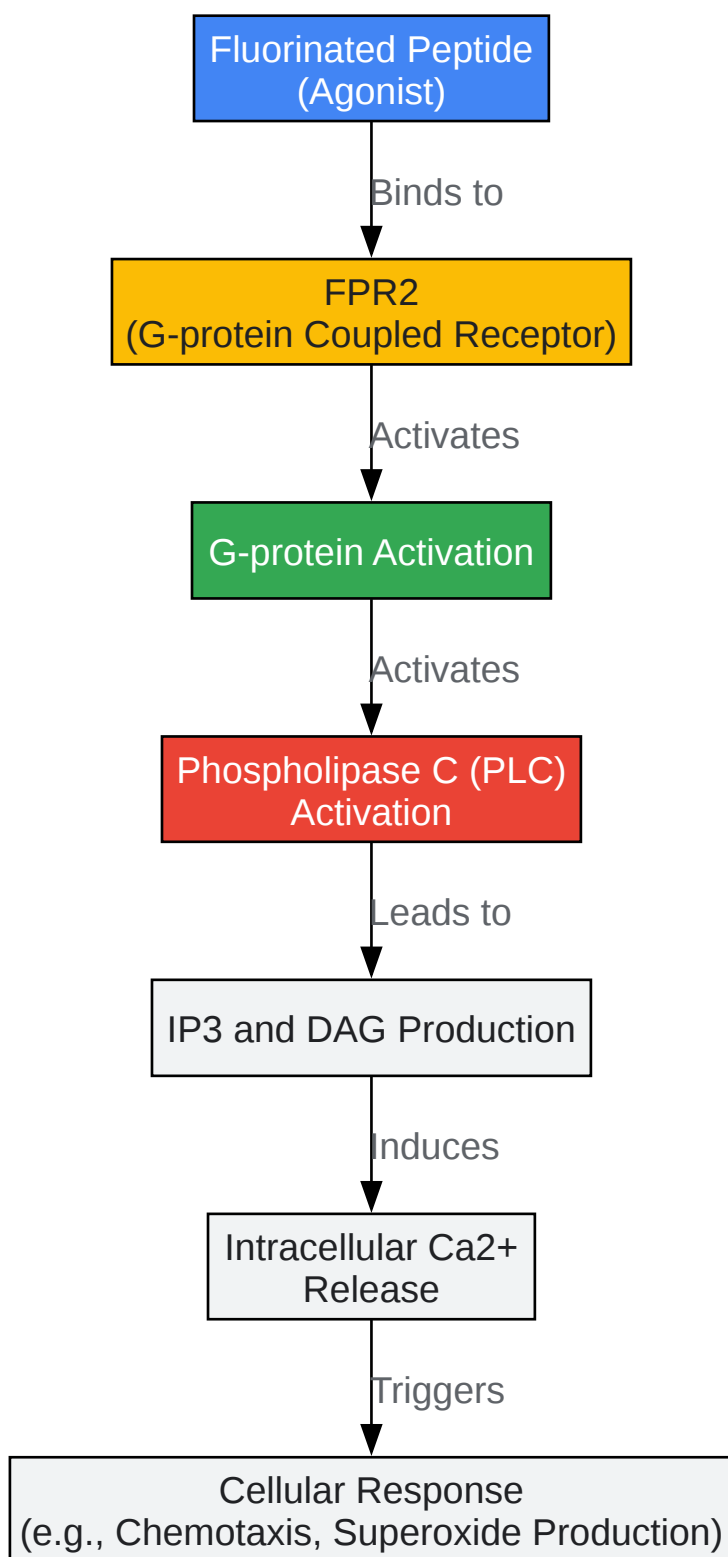 Fluorinated Peptide
(Agonist)
Binds to
FPR2
(G-protein Coupled Receptor)
Activates
G-protein Activation
Activates
Phospholipase C (PLC)
Activation
Leads to
IP3 and DAG Production
Induces
Intracellular Ca2+
Release
Triggers
Cellular Response
(e.g., Chemotaxis, Superoxide Production)